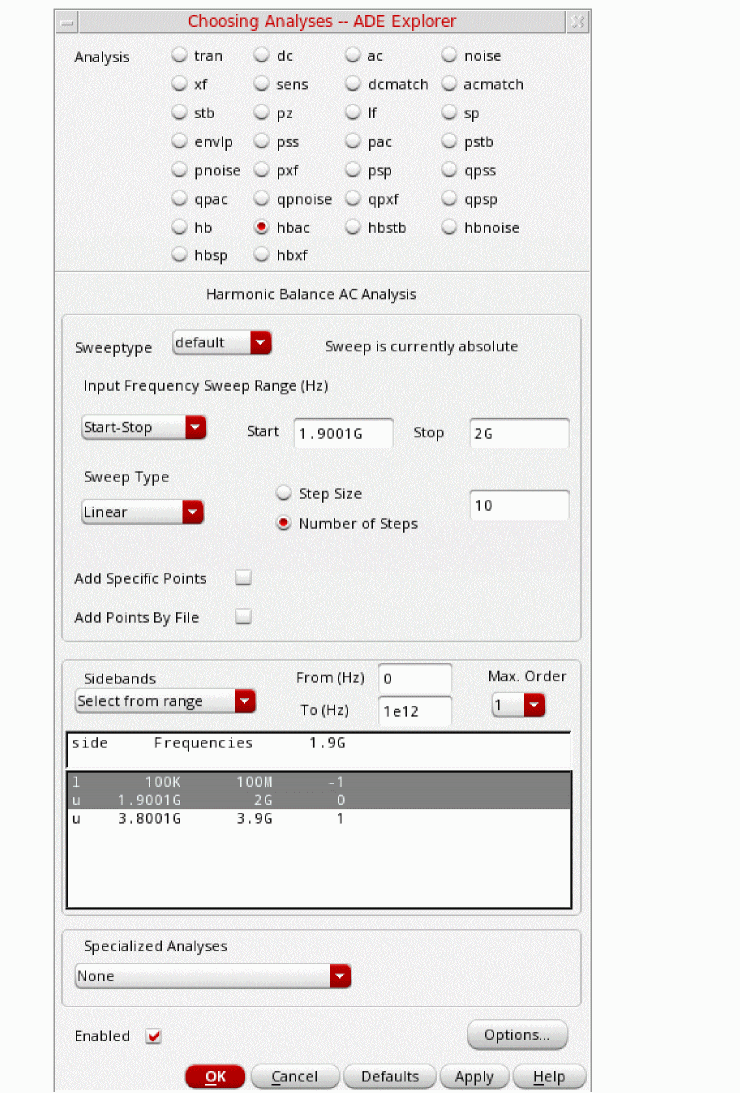 Choosing Analyses -- ADE Explorer
Analysis tran dc ac noise
xf sens dcmatch acmatch
stb pz lf sp
envlp pss pac pstb
pnoise pxf psp qpss
qpac qpnoise qpxf qpsp
hb hbac hbstb hbnoise
hbsp hbxf
Harmonic Balance AC Analysis
Sweeptype default Sweep is currently absolute
Input Frequency Sweep Range (Hz)
Start-Stop Start 1.9001G Stop 2G
Sweep Type
Linear
Step Size
Number of Steps
10
Add Specific Points
Add Points By File
Sidebands
Select from range
From (Hz) 0
To (Hz) 1e12
Max. Order
1
side Frequencies 1.9G
l 100K 100M -1
u 1.9001G 2G 0
u 3.8001G 3.9G 1
Specialized Analyses
None
Enabled Options...
OK Cancel Defaults Apply Help